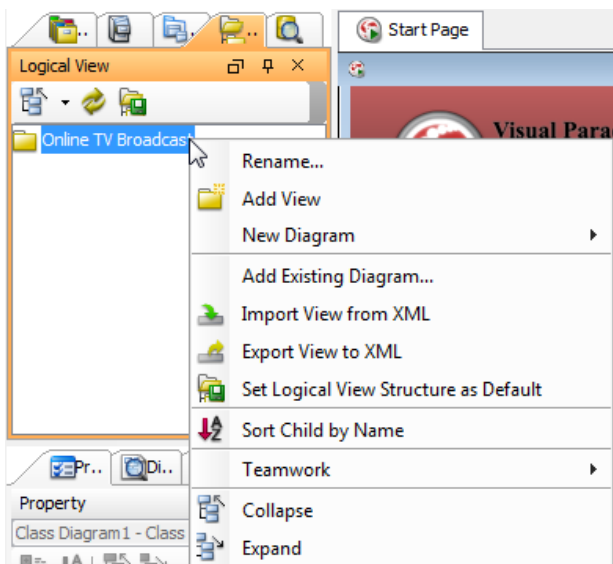 Start Page
Logical View
Visual Para
Online TV Broadcast
Rename...
Add View
New Diagram
Add Existing Diagram...
Import View from XML
Export View to XML
Set Logical View Structure as Default
Sort Child by Name
Teamwork
Collapse
Expand
Pr..
Di..
Property
Class Diagram1 - Class